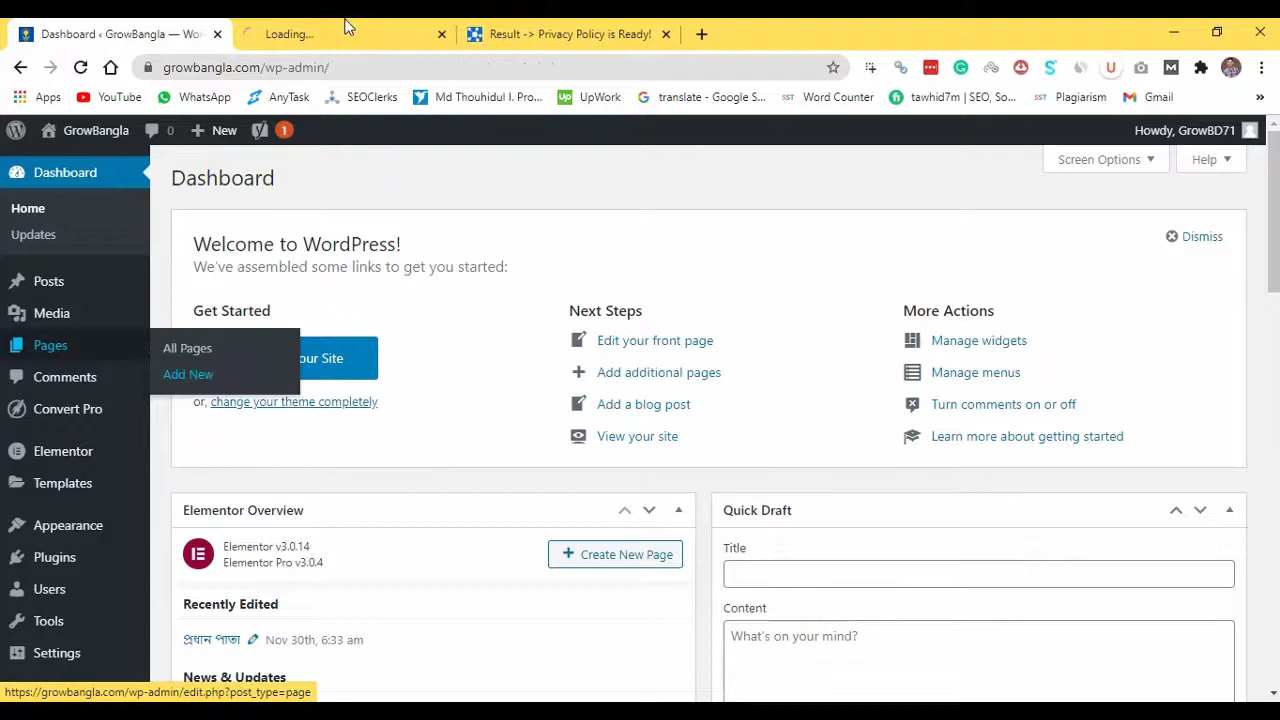 Dashboard ‹ GrowBangla — Wor
Loading...
Result -> Privacy Policy is Ready!
growbangla.com/wp-admin/
Apps
YouTube
WhatsApp
AnyTask
SEOClerks
Md Touhidul I. Pro...
UpWork
translate - Google S...
Word Counter
tawhid7m | SEO, So...
Plagiarism
Gmail
GrowBangla
0
New
1
Howdy, GrowBD71
Dashboard
Home
Updates
Posts
Media
Pages
Comments
Convert Pro
Elementor
Templates
Appearance
Plugins
Users
Tools
Settings
All Pages
Add New
Dashboard
Screen Options
Help
Welcome to WordPress!
Dismiss
We've assembled some links to get you started:
Get Started
our Site
or, change your theme completely
Next Steps
Edit your front page
Add additional pages
Add a blog post
View your site
More Actions
Manage widgets
Manage menus
Turn comments on or off
Learn more about getting started
Elementor Overview
Elementor v3.0.14
Elementor Pro v3.0.4
Create New Page
Recently Edited
প্রধান পাতা
Nov 30th, 6:33 am
News & Updates
Quick Draft
Title
Content
What's on your mind?
https://growbangla.com/wp-admin/edit.php?post_type=page